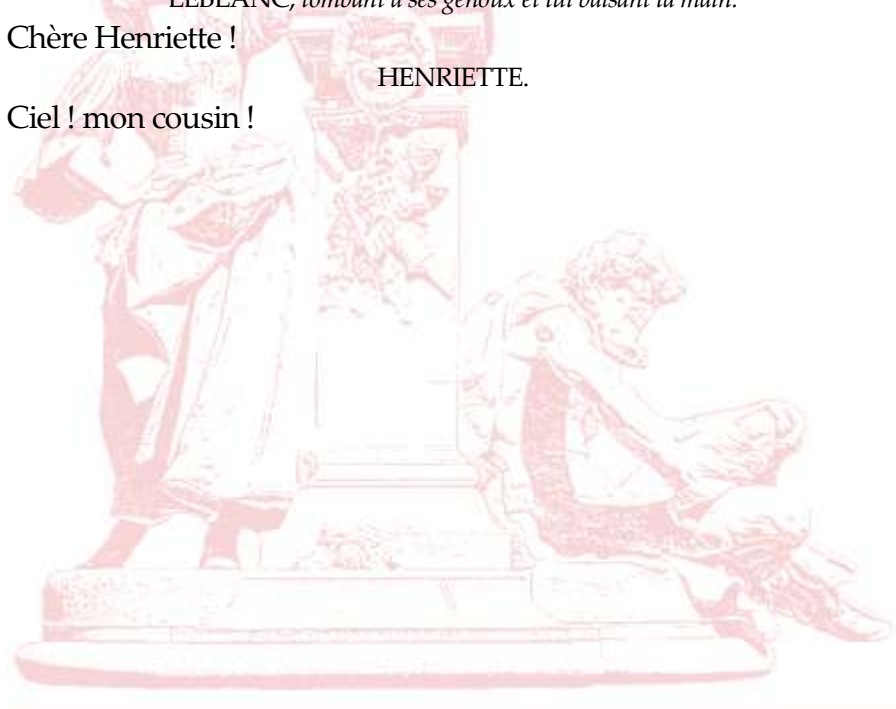 LEBLANC, tombant à ses genoux et lui baisant la main.
Chère Henriette !
HENRIETTE.
Ciel ! mon cousin !